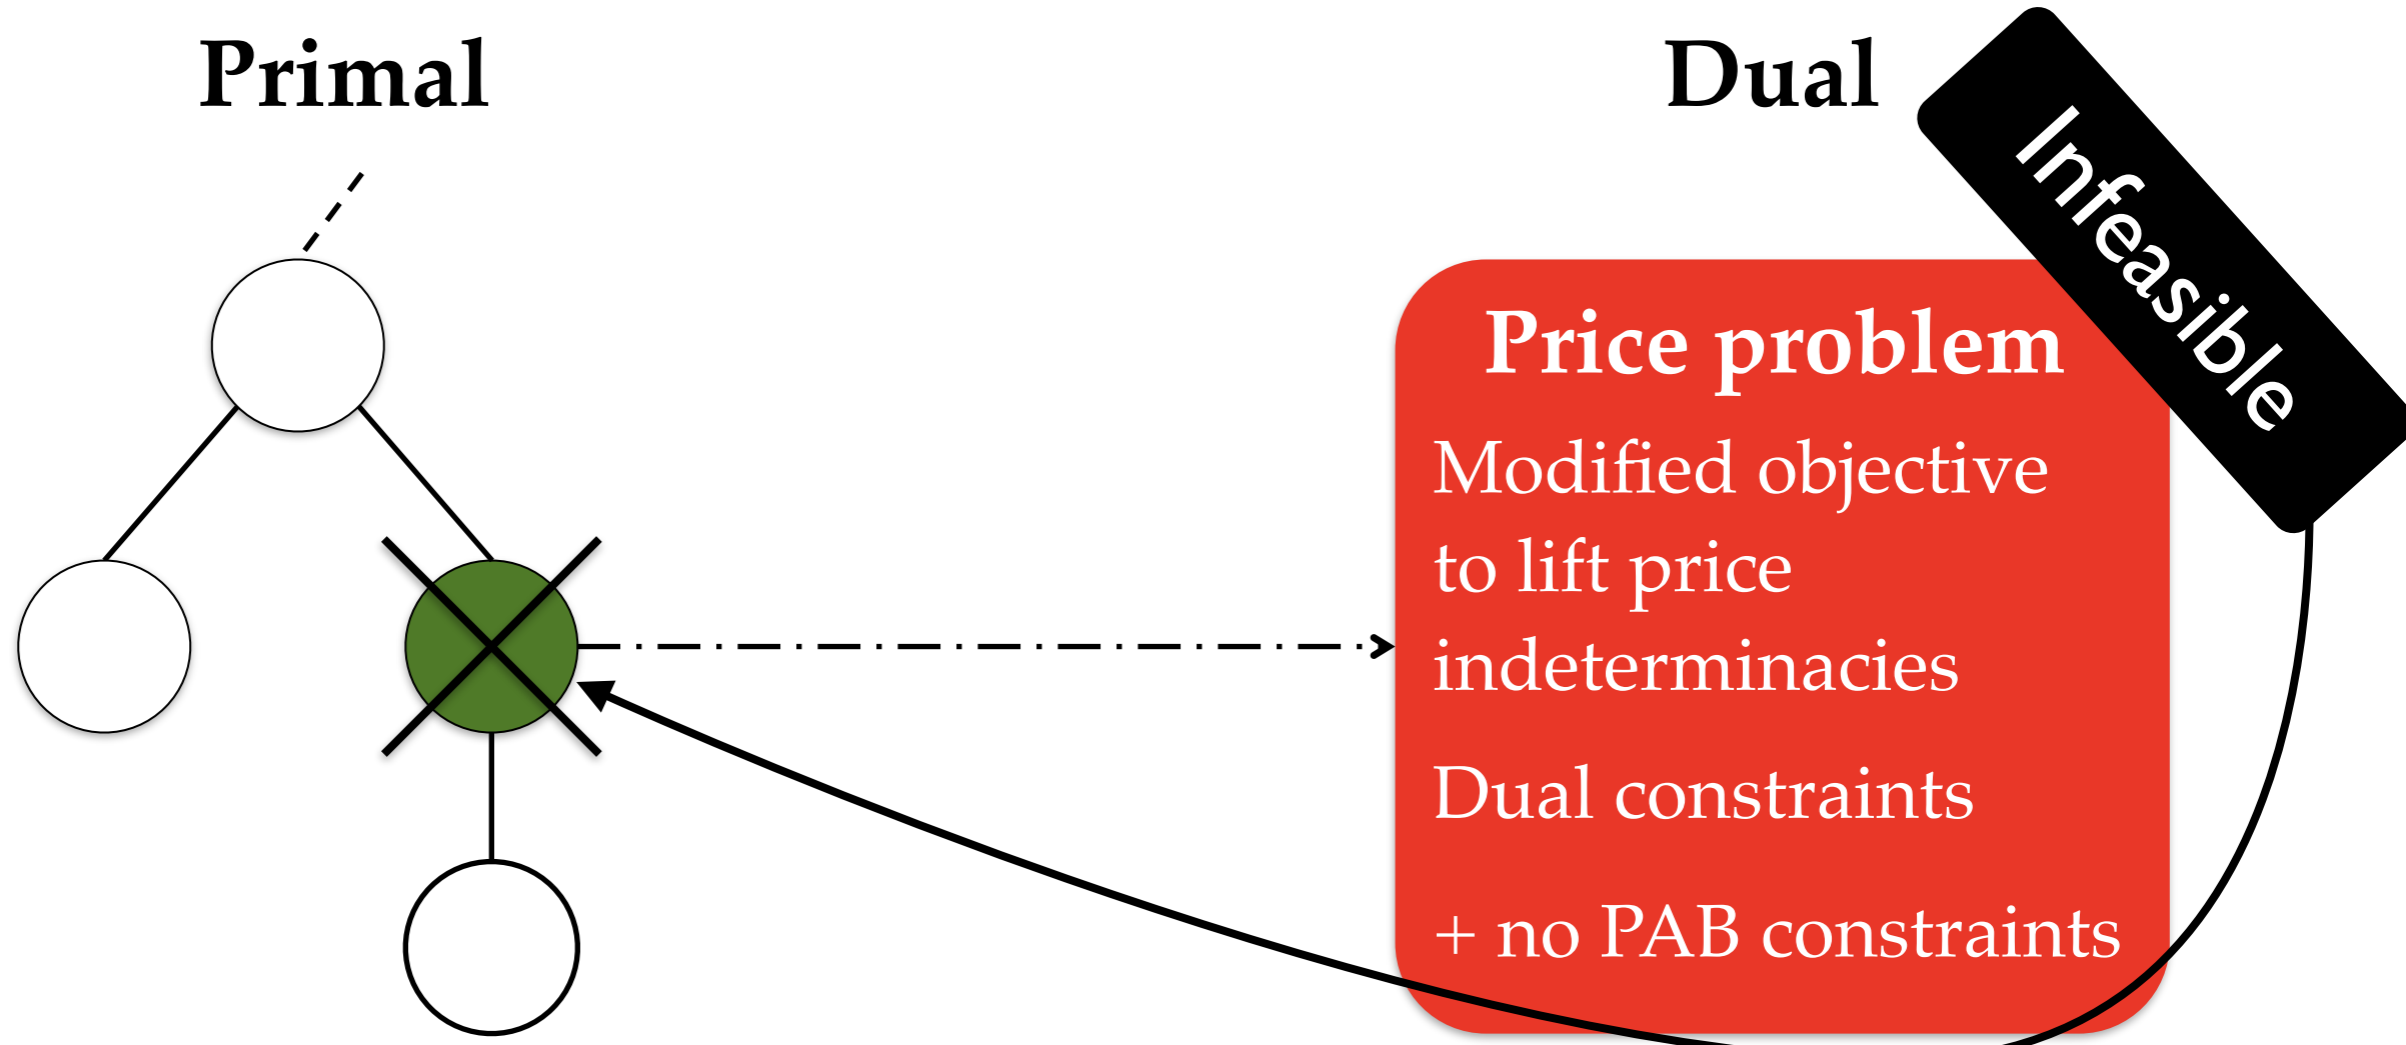 Primal
Dual
Infeasible
Price problem
Modified objective
to lift price
indeterminacies
Dual constraints
+ no PAB constraints